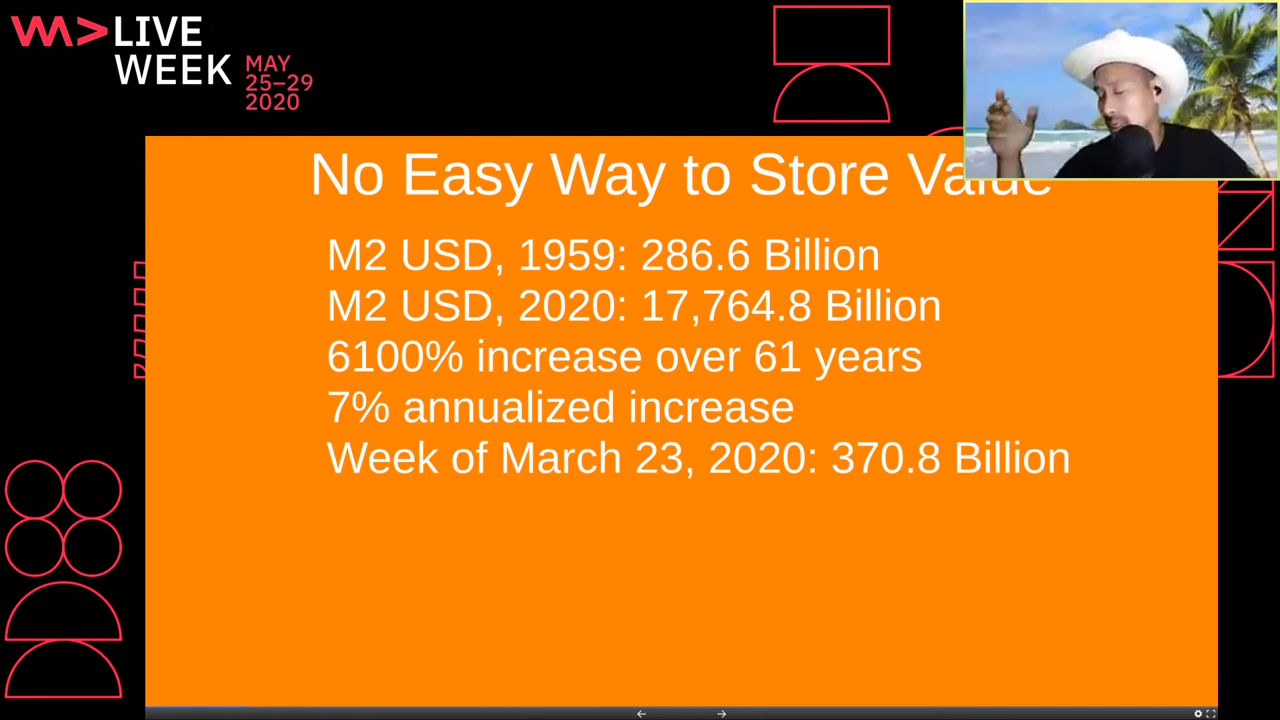 LIVE
WEEK
MAY
25–29
2020
No Easy Way to Store Value
M2 USD, 1959: 286.6 Billion
M2 USD, 2020: 17,764.8 Billion
6100% increase over 61 years
7% annualized increase
Week of March 23, 2020: 370.8 Billion